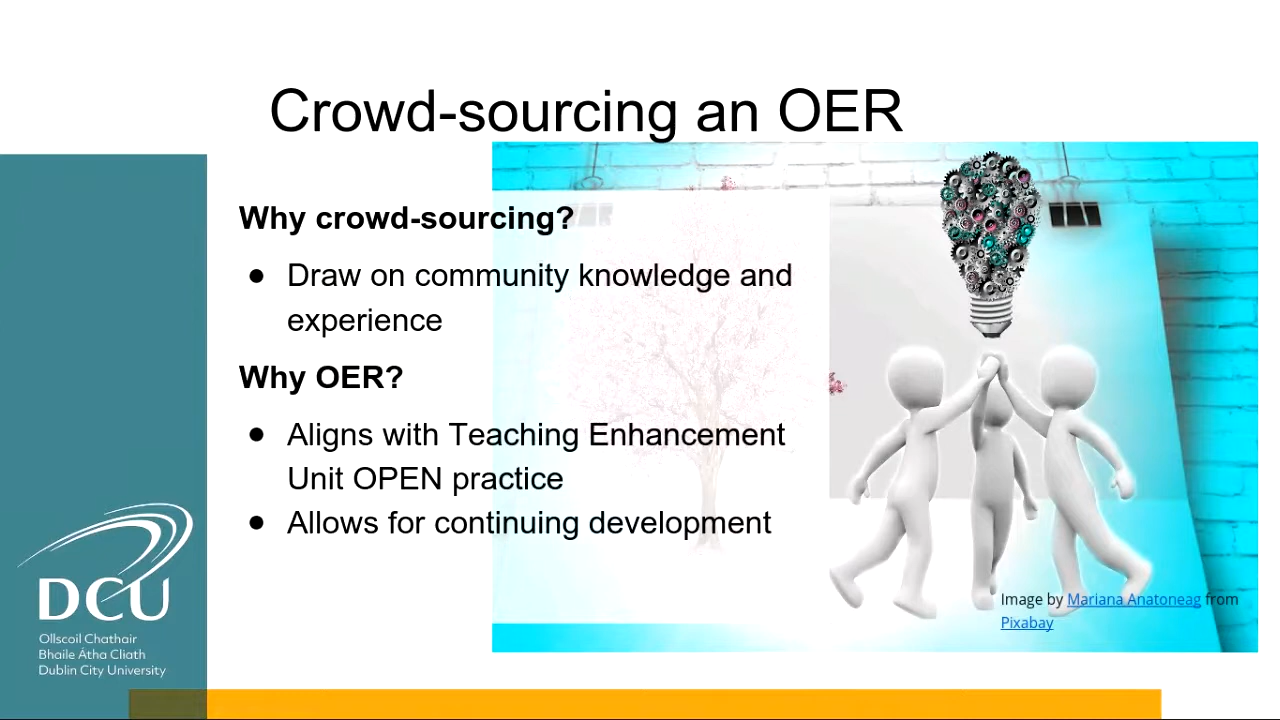 Crowd-sourcing an OER
Why crowd-sourcing?
● Draw on community knowledge and
experience
Why OER?
● Aligns with Teaching Enhancement
Unit OPEN practice
● Allows for continuing development
Image by Mariana Anatoneag from
Pixabay
DCU
Ollscoil Chathair
Bhaile Átha Cliath
Dublin City University